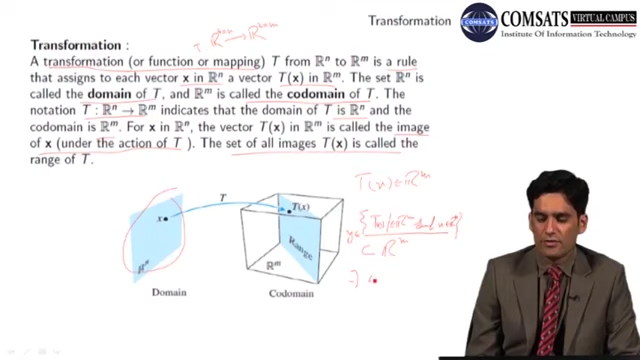 Transformation
COMSATS VIRTUAL CAMPUS
Institute Of Information Technology
Transformation :
A transformation (or function or mapping) T from ℝⁿ to ℝᵐ is a rule
that assigns to each vector x in ℝⁿ a vector T(x) in ℝᵐ. The set ℝⁿ is
called the domain of T, and ℝᵐ is called the codomain of T. The
notation T : ℝⁿ → ℝᵐ indicates that the domain of T is ℝⁿ and the
codomain is ℝᵐ. For x in ℝⁿ, the vector T(x) in ℝᵐ is called the image
of x (under the action of T ). The set of all images T(x) is called the
range of T.
T(x) ∈ ℝᵐ
⊂ ℝᵐ
T
x
T(x)
Range
ℝⁿ
ℝᵐ
Domain
Codomain